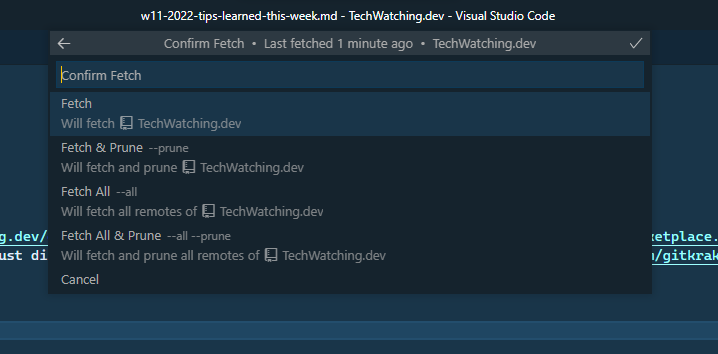 w11-2022-tips-learned-this-week.md - TechWatching.dev - Visual Studio Code
Confirm Fetch • Last fetched 1 minute ago • TechWatching.dev
Confirm Fetch
Fetch
Will fetch TechWatching.dev
Fetch & Prune --prune
Will fetch and prune TechWatching.dev
Fetch All --all
Will fetch all remotes of TechWatching.dev
Fetch All & Prune --all --prune
g.dev/ ketplace.
Will fetch and prune all remotes of TechWatching.dev
ust di /gitkrak
Cancel